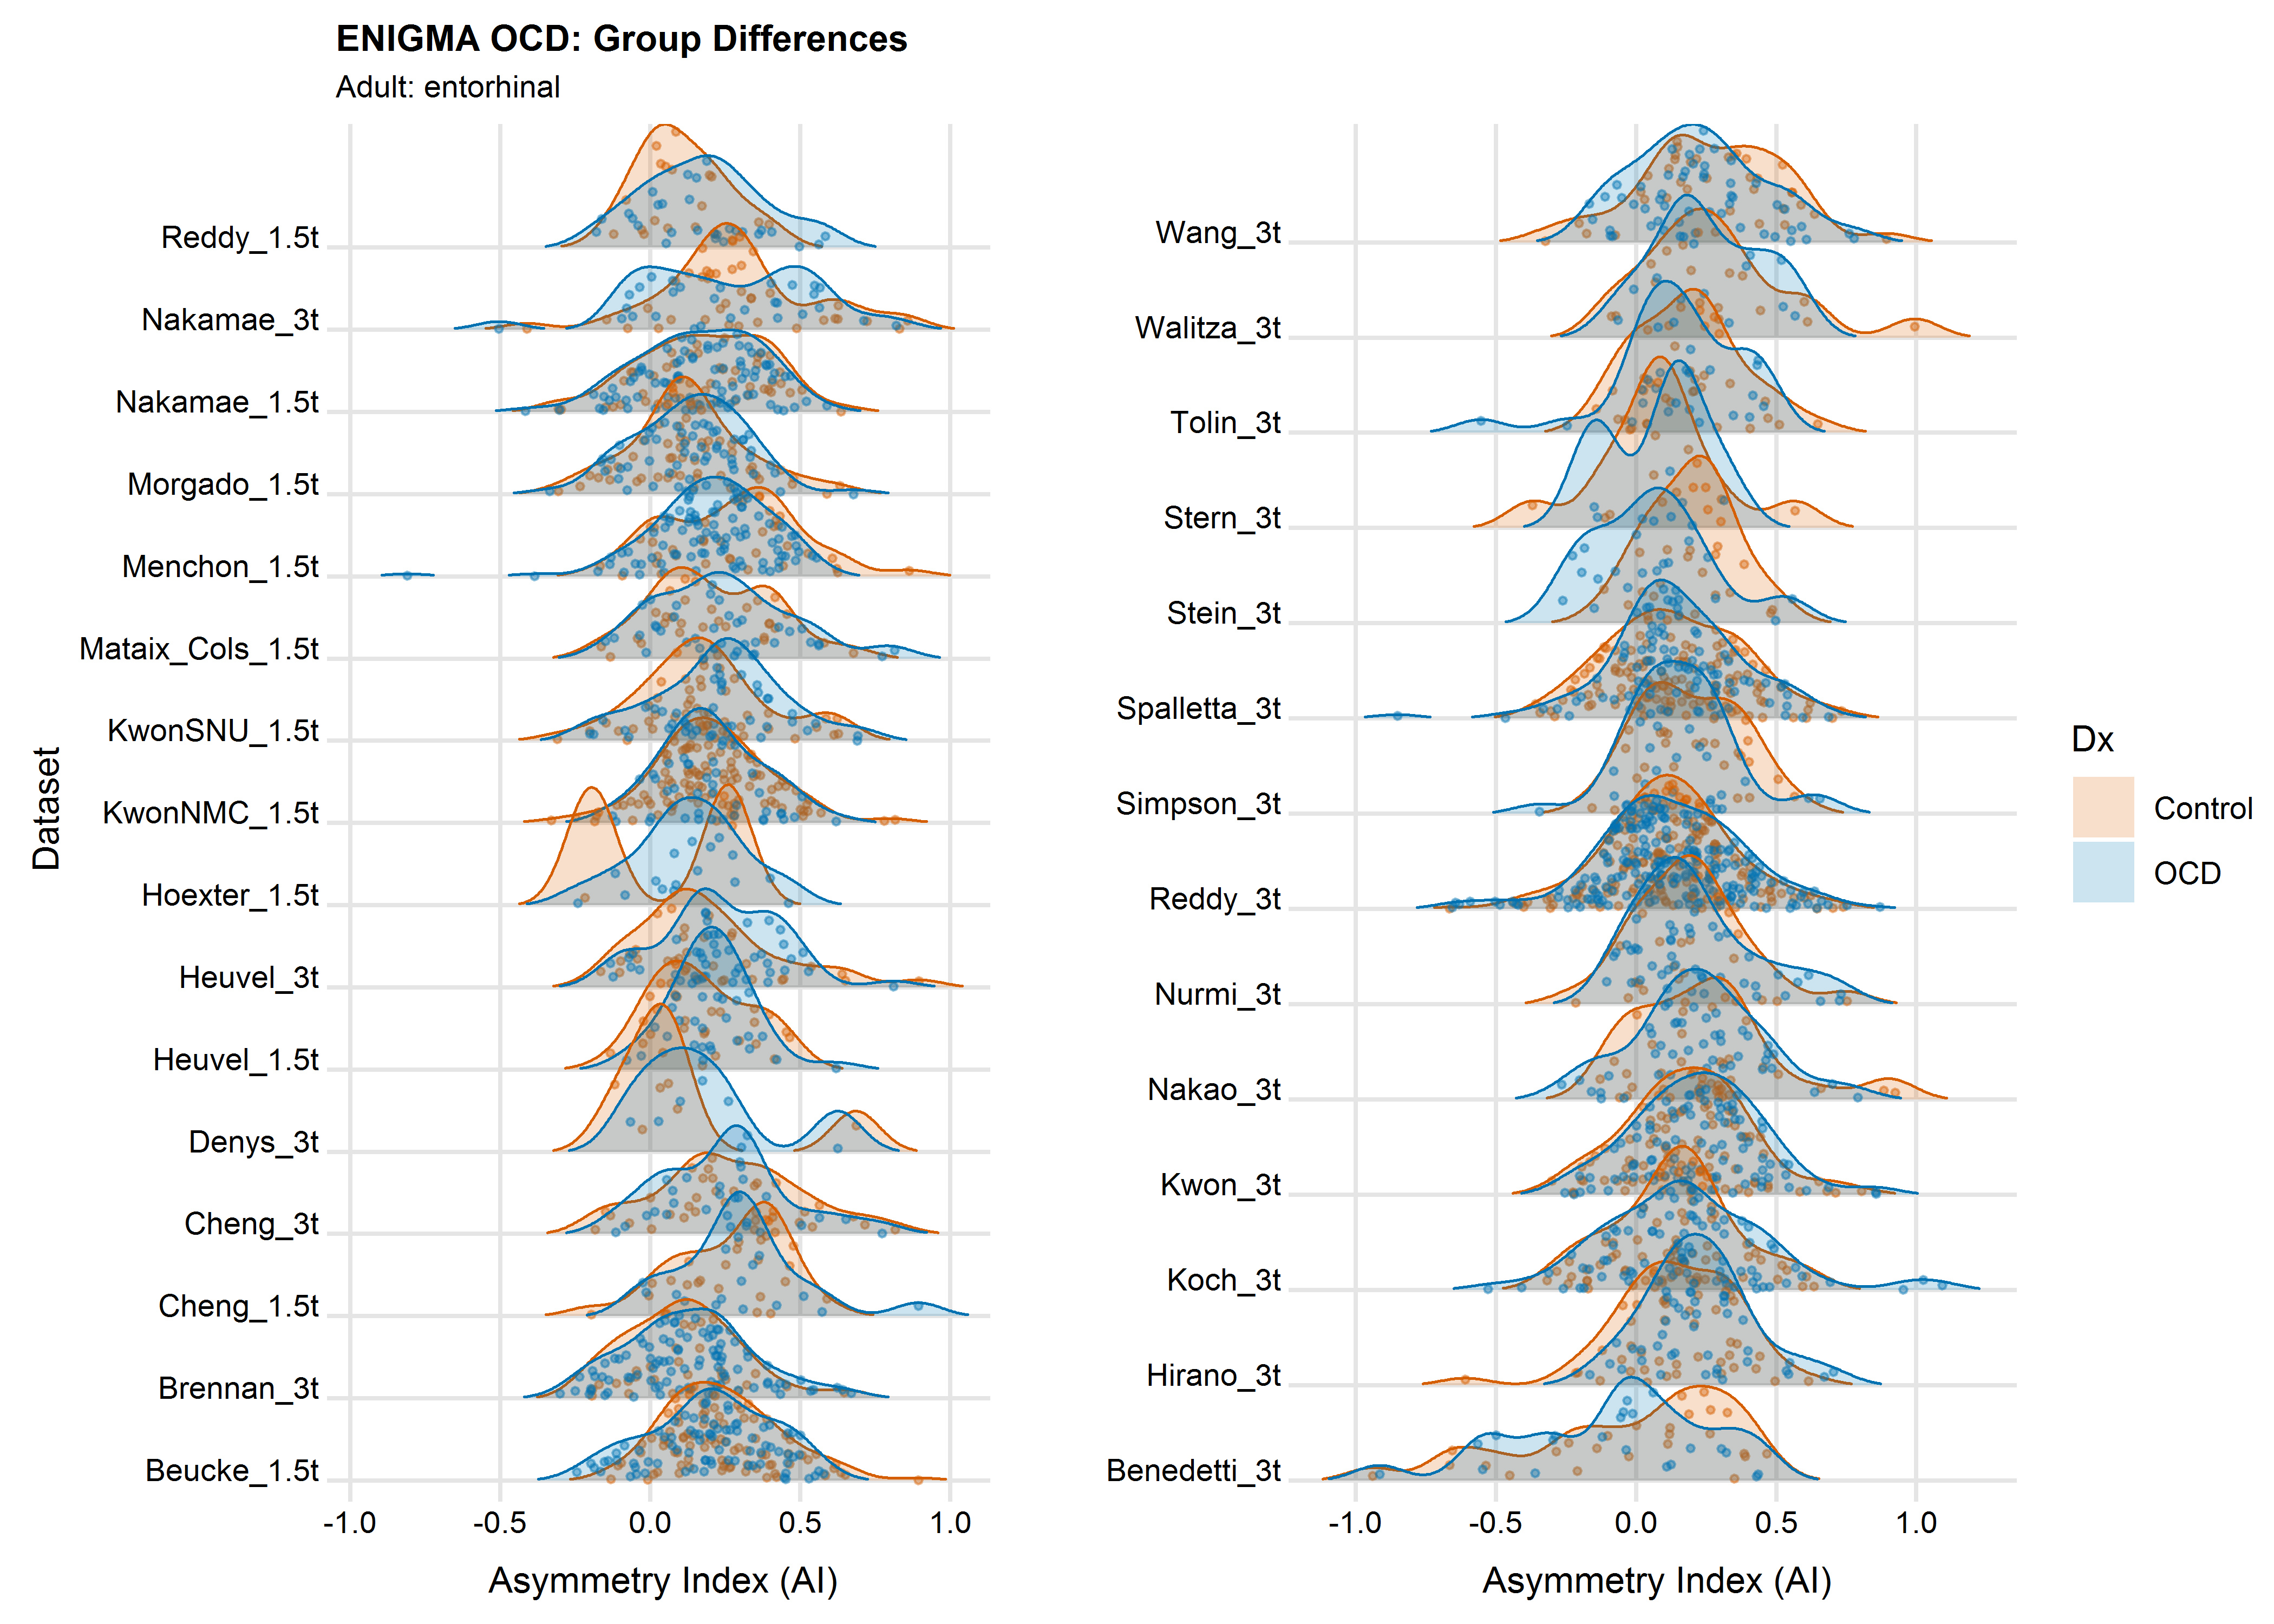 ENIGMA OCD: Group Differences
Adult: entorhinal
Dataset
Reddy_1.5t
Nakamae_3t
Nakamae_1.5t
Morgado_1.5t
Menchon_1.5t
Mataix_Cols_1.5t
KwonSNU_1.5t
KwonNMC_1.5t
Hoexter_1.5t
Heuvel_3t
Heuvel_1.5t
Denys_3t
Cheng_3t
Cheng_1.5t
Brennan_3t
Beucke_1.5t
-1.0 -0.5 0.0 0.5 1.0
Asymmetry Index (AI)
Wang_3t
Walitza_3t
Tolin_3t
Stern_3t
Stein_3t
Spalletta_3t
Simpson_3t
Reddy_3t
Nurmi_3t
Nakao_3t
Kwon_3t
Koch_3t
Hirano_3t
Benedetti_3t
-1.0 -0.5 0.0 0.5 1.0
Asymmetry Index (AI)
Dx
Control
OCD